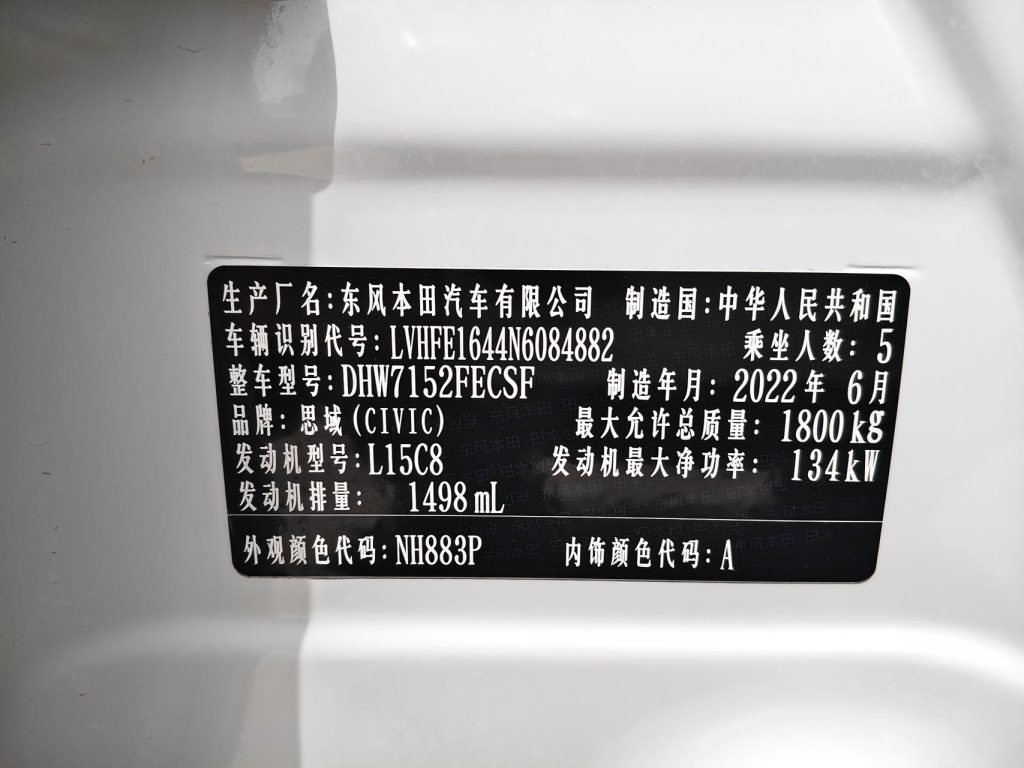 生产厂名:东风本田汽车有限公司 制造国:中华人民共和国
车辆识别代号:LVHFE1644N6084882 乘坐人数:5
整车型号:DHW7152FECSF 制造年月:2022年 6月
品牌:思域(CIVIC) 最大允许总质量:1800kg
发动机型号:L15C8 发动机最大净功率:134kW
发动机排量: 1498mL
外观颜色代码:NH883P 内饰颜色代码:A